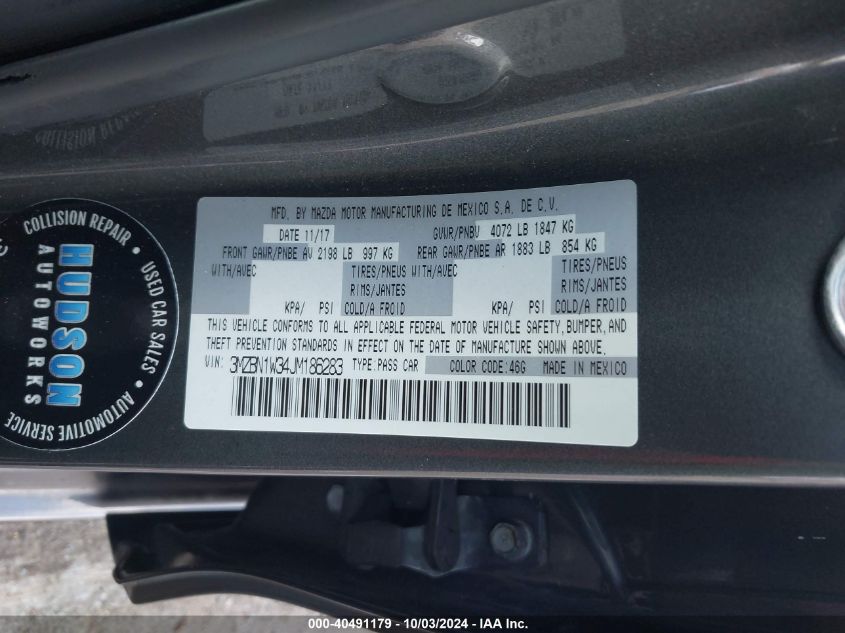 MFD. BY MAZDA MOTOR MANUFACTURING DE MEXICO S.A. DE C.V.
DATE 11/17 GVWR/PNBV 4072 LB 1847 KG
FRONT GAWR/PNBE AV 2198 LB 997 KG REAR GAWR/PNBE AR 1883 LB 854 KG
WITH/AVEC TIRES/PNEUS WITH/AVEC TIRES/PNEUS
RIMS/JANTES RIMS/JANTES
KPA/ PSI COLD/A FROID KPA/ PSI COLD/A FROID
THIS VEHICLE CONFORMS TO ALL APPLICABLE FEDERAL MOTOR VEHICLE SAFETY, BUMPER, AND
THEFT PREVENTION STANDARDS IN EFFECT ON THE DATE OF MANUFACTURE SHOWN ABOVE.
VIN: 3MZBN1W34JM186283 TYPE:PASS CAR COLOR CODE:46G MADE IN MEXICO
COLLISION REPAIR • USED CAR SALES • AUTOMOTIVE SERVICE
HUDSON
AUTOWORKS
000-40491179 - 10/03/2024 - IAA Inc.